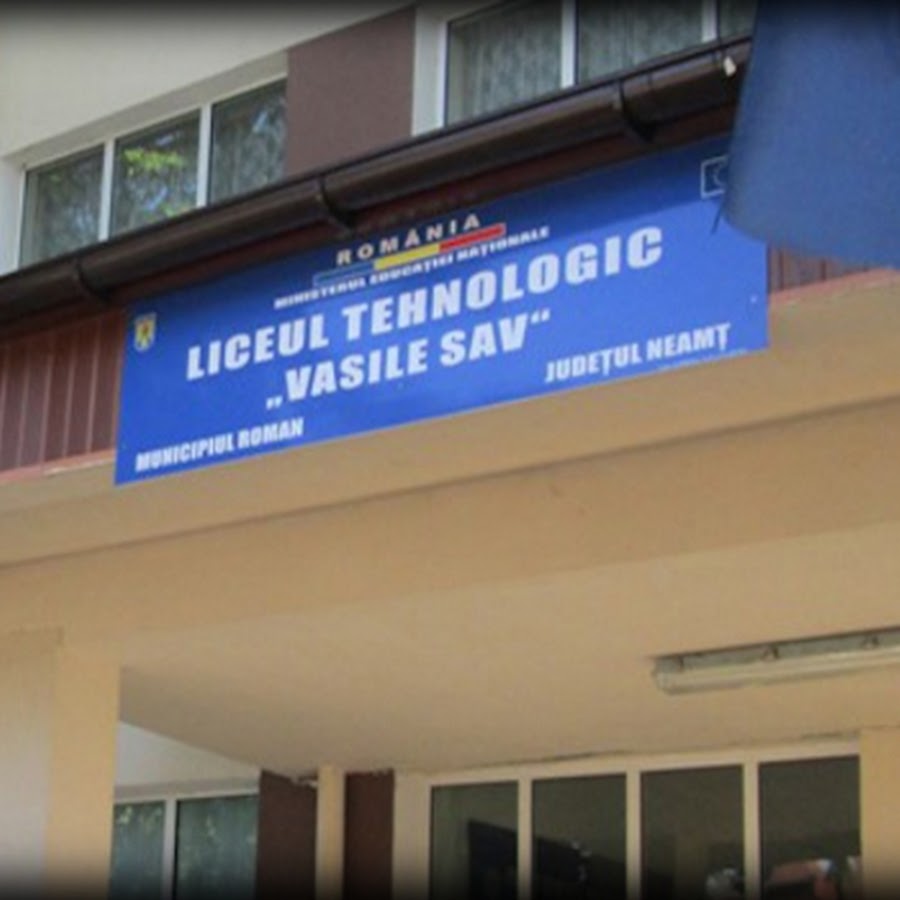 ROMÂNIA
MINISTERUL EDUCAȚIEI NAȚIONALE
LICEUL TEHNOLOGIC
„VASILE SAV“
JUDEȚUL NEAMȚ
MUNICIPIUL ROMAN